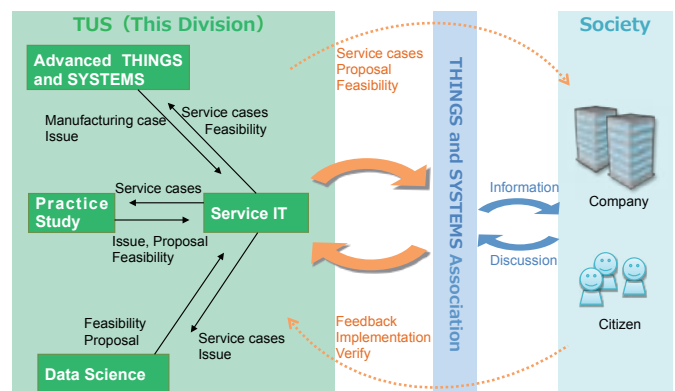 TUS (This Division)
Society
Advanced THINGS
and SYSTEMS
Service cases
Proposal
Feasibility
Service cases
Feasibility
Manufacturing case
Issue
THINGS and SYSTEMS Association
Service cases
Practice
Study
Service IT
Issue, Proposal
Feasibility
Information
Discussion
Company
Feasibility
Proposal
Service cases
Issue
Feedback
Implementation
Verify
Citizen
Data Science